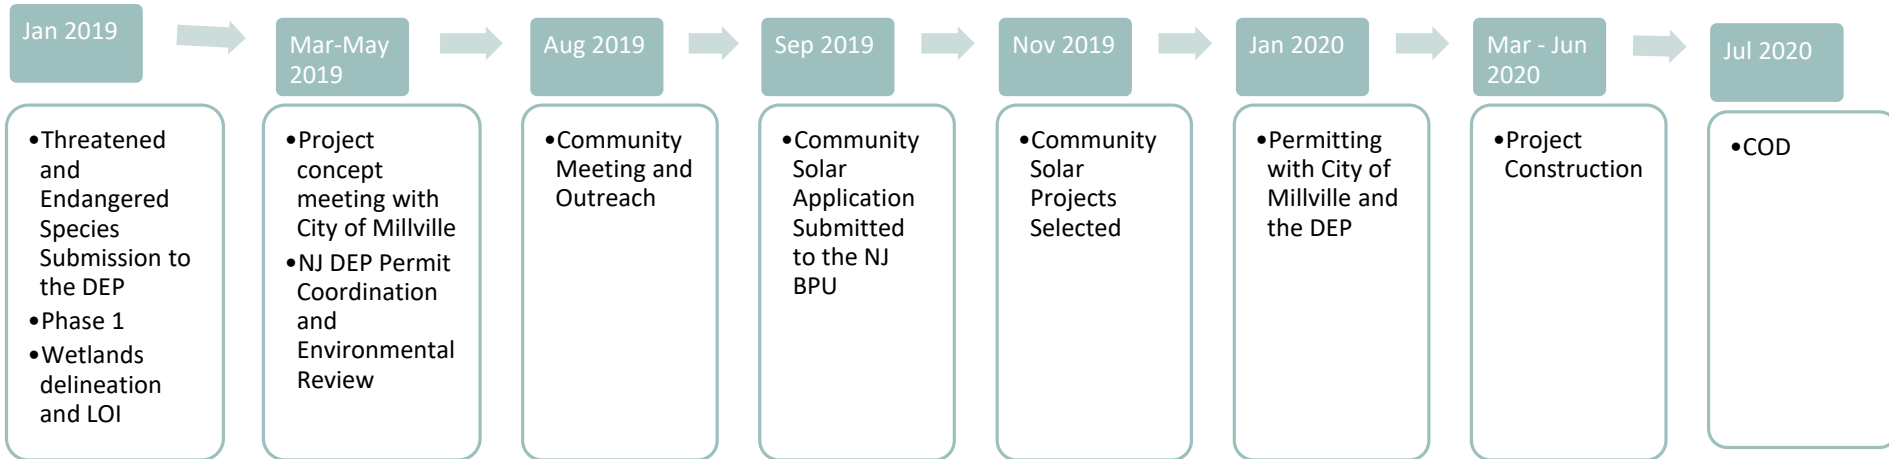 Jan 2019
•Threatened
and
Endangered
Species
Submission to
the DEP
•Phase 1
•Wetlands
delineation
and LOI
Mar-May
2019
•Project
concept
meeting with
City of Millville
•NJ DEP Permit
Coordination
and
Environmental
Review
Aug 2019
•Community
Meeting and
Outreach
Sep 2019
•Community
Solar
Application
Submitted
to the NJ
BPU
Nov 2019
•Community
Solar
Projects
Selected
Jan 2020
•Permitting
with City of
Millville and
the DEP
Mar - Jun
2020
•Project
Construction
Jul 2020
•COD